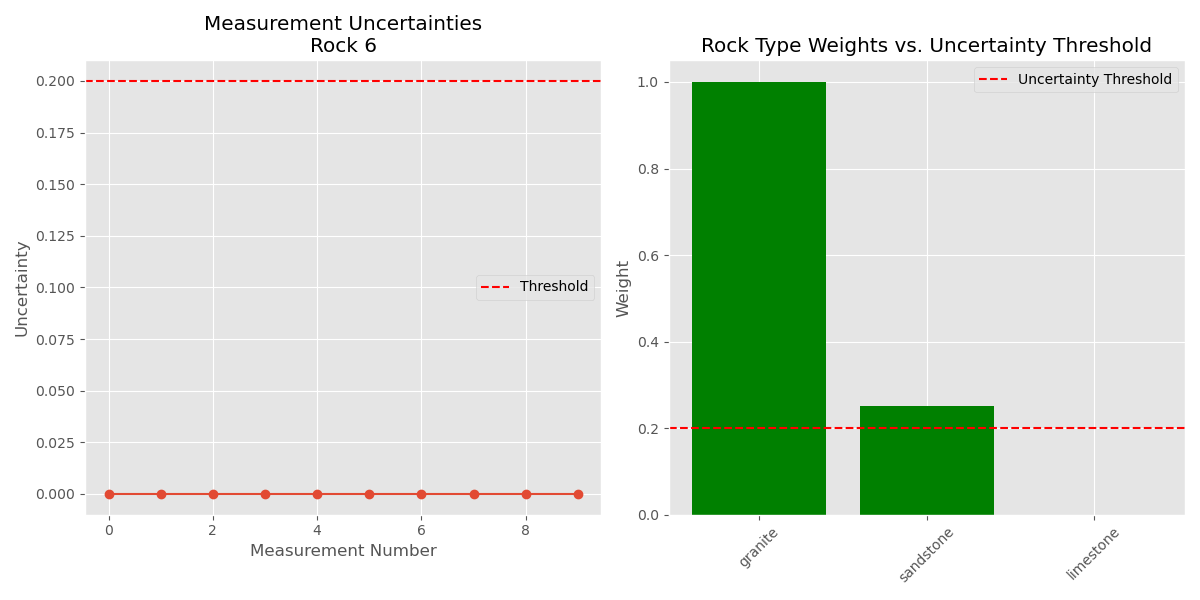 Measurement Uncertainties
Rock 6
Uncertainty
0.200
0.175
0.150
0.125
0.100
0.075
0.050
0.025
0.000
Threshold
0 2 4 6 8
Measurement Number
Rock Type Weights vs. Uncertainty Threshold
Weight
1.0
0.8
0.6
0.4
0.2
0.0
Uncertainty Threshold
granite
sandstone
limestone